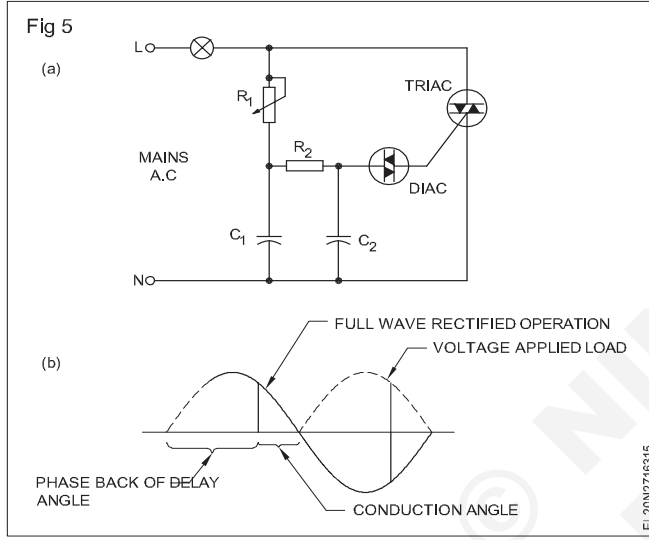 Fig 5
(a)
L
TRIAC
R1
MAINS
A.C
R2
DIAC
C1
C2
N
(b)
FULL WAVE RECTIFIED OPERATION
VOLTAGE APPLIED LOAD
PHASE BACK OF DELAY
ANGLE
CONDUCTION ANGLE
© NI